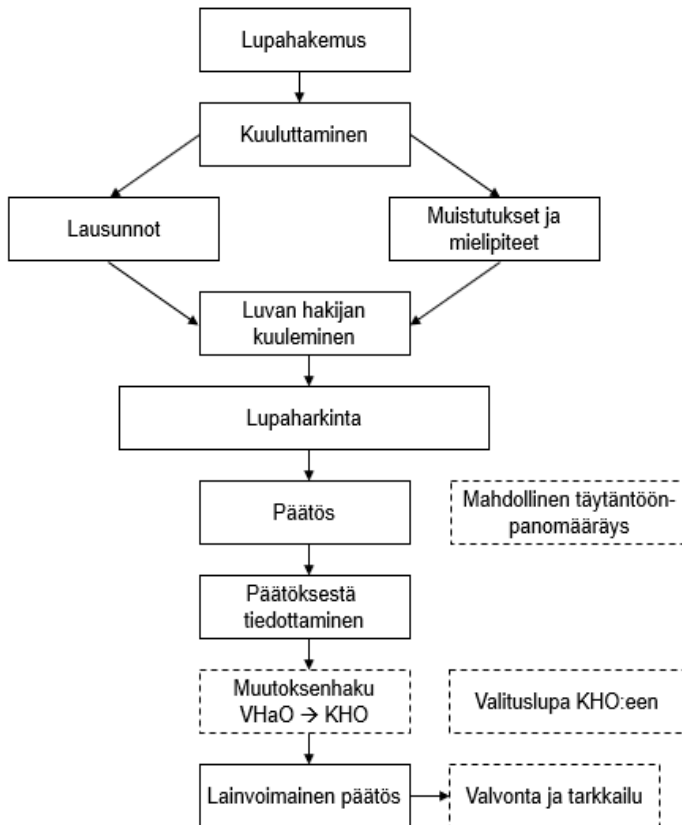 Lupahakemus
Kuuluttaminen
Lausunnot
Muistutukset ja
mielipiteet
Luvan hakijan
kuuleminen
Lupaharkinta
Päätös
Mahdollinen täytäntöön-
panomääräys
Päätöksestä
tiedottaminen
Muutoksenhaku
VHaO → KHO
Valituslupa KHO:een
Lainvoimainen päätös
Valvonta ja tarkkailu